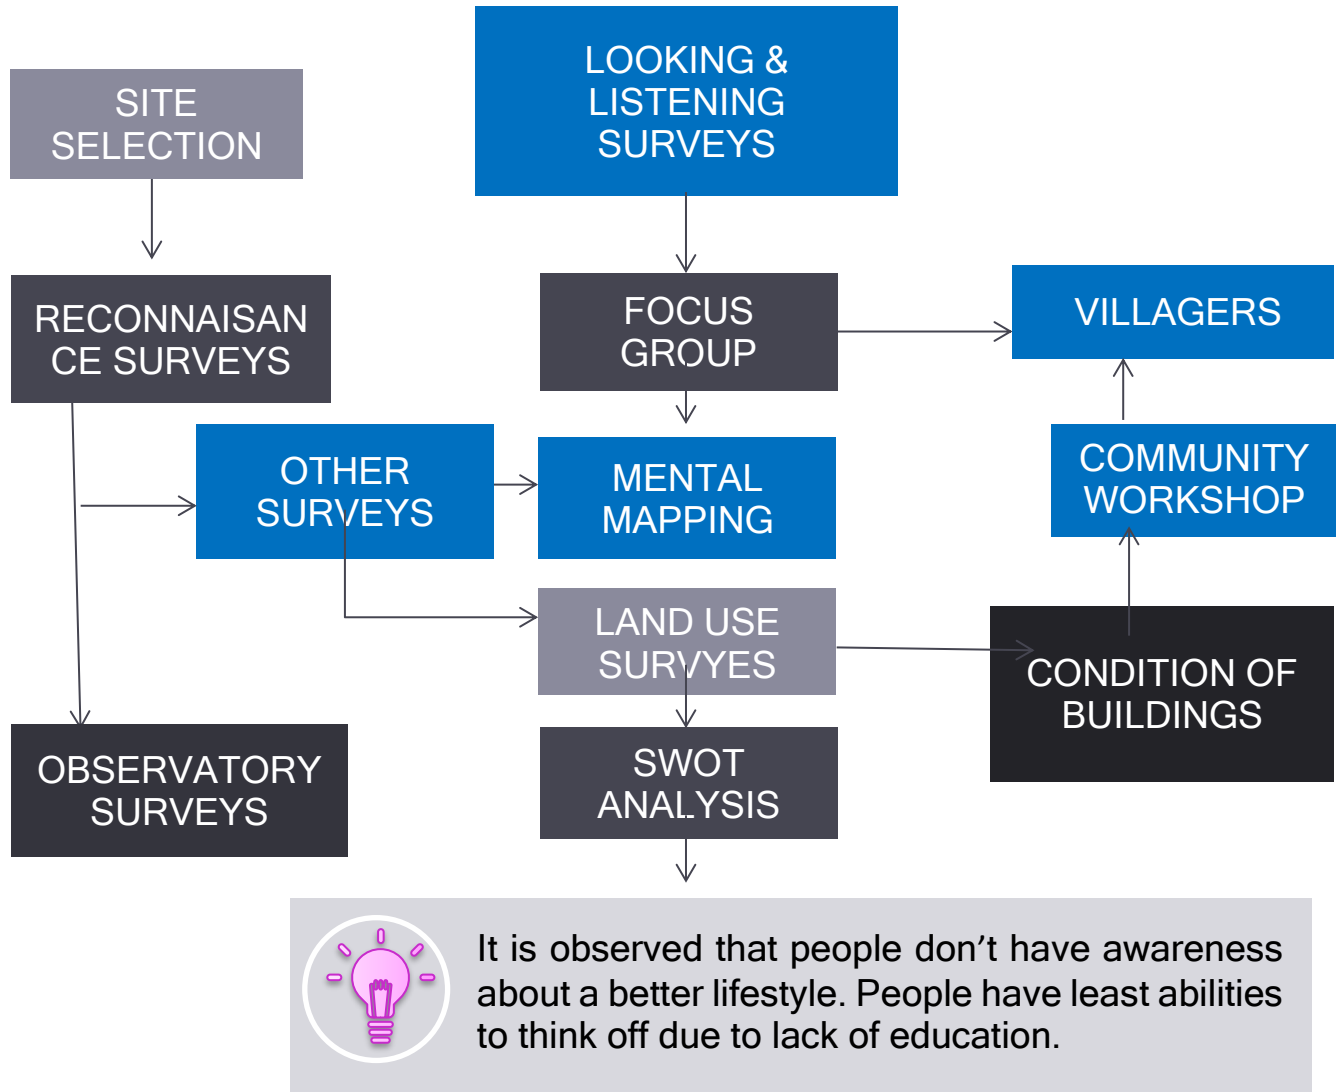 LOOKING &
LISTENING
SURVEYS
SITE
SELECTION
RECONNAISAN
CE SURVEYS
FOCUS
GROUP
VILLAGERS
OTHER
SURVEYS
MENTAL
MAPPING
COMMUNITY
WORKSHOP
LAND USE
SURVYES
CONDITION OF
BUILDINGS
OBSERVATORY
SURVEYS
SWOT
ANALYSIS
It is observed that people don’t have awareness
about a better lifestyle. People have least abilities
to think off due to lack of education.